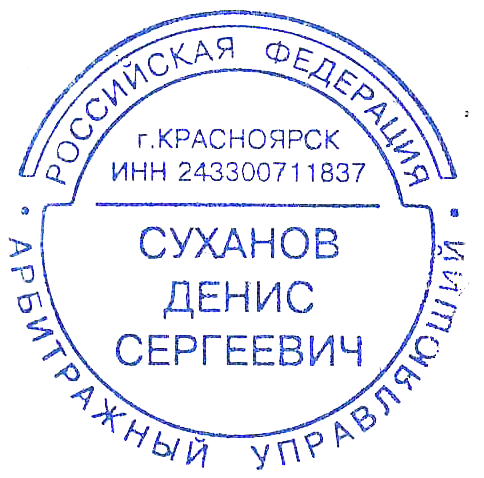 РОССИЙСКАЯ ФЕДЕРАЦИЯ
г.КРАСНОЯРСК
ИНН 243300711837
СУХАНОВ
ДЕНИС
СЕРГЕЕВИЧ
АРБИТРАЖНЫЙ УПРАВЛЯЮЩИЙ